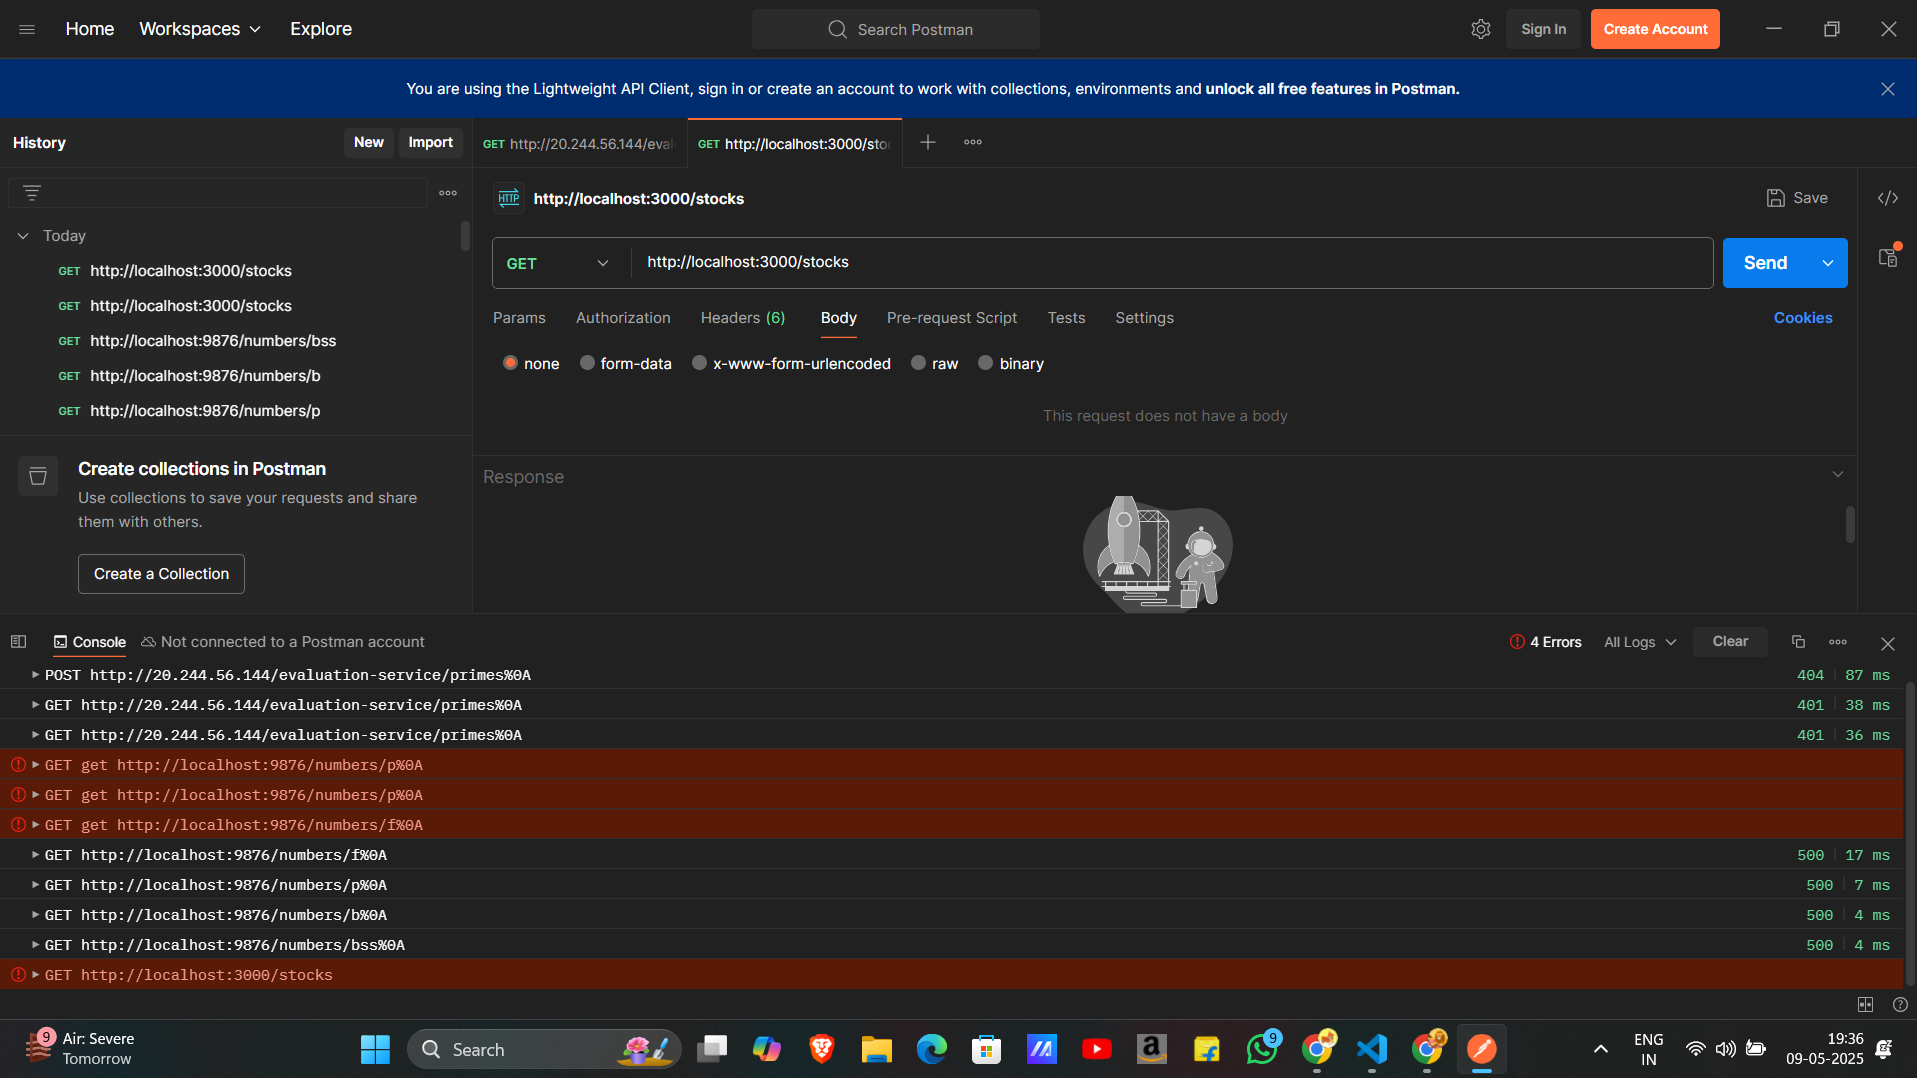 Home
Workspaces
Explore
Search Postman
Sign In
Create Account
You are using the Lightweight API Client, sign in or create an account to work with collections, environments and unlock all free features in Postman.
History
New
Import
GET http://20.244.56.144/eval
GET http://localhost:3000/sto
HTTP
http://localhost:3000/stocks
Save
Today
GET http://localhost:3000/stocks
GET http://localhost:3000/stocks
GET http://localhost:9876/numbers/bss
GET http://localhost:9876/numbers/b
GET http://localhost:9876/numbers/p
GET
http://localhost:3000/stocks
Send
Params
Authorization
Headers (6)
Body
Pre-request Script
Tests
Settings
Cookies
none
form-data
x-www-form-urlencoded
raw
binary
This request does not have a body
Create collections in Postman
Use collections to save your requests and share
them with others.
Create a Collection
Response
Console
Not connected to a Postman account
4 Errors
All Logs
Clear
POST http://20.244.56.144/evaluation-service/primes%0A 404 87 ms
GET http://20.244.56.144/evaluation-service/primes%0A 401 38 ms
GET http://20.244.56.144/evaluation-service/primes%0A 401 36 ms
GET get http://localhost:9876/numbers/p%0A
GET get http://localhost:9876/numbers/p%0A
GET get http://localhost:9876/numbers/f%0A
GET http://localhost:9876/numbers/f%0A 500 17 ms
GET http://localhost:9876/numbers/p%0A 500 7 ms
GET http://localhost:9876/numbers/b%0A 500 4 ms
GET http://localhost:9876/numbers/bss%0A 500 4 ms
GET http://localhost:3000/stocks
9
Air: Severe
Tomorrow
Search
a
9
ENG
IN
19:36
09-05-2025